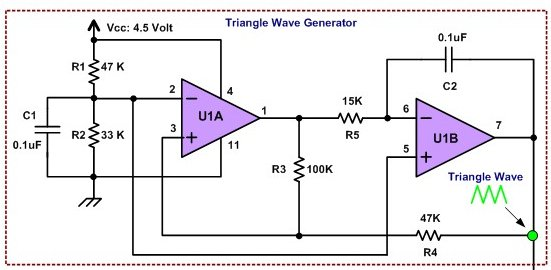 Triangle Wave Generator
Vcc: 4.5 Volt
R1 47 K
C1
0.1uF
R2 33 K
2
3
4
11
1
U1A
R3 100K
15K
R5
0.1uF
C2
6
5
7
U1B
Triangle Wave
47K
R4